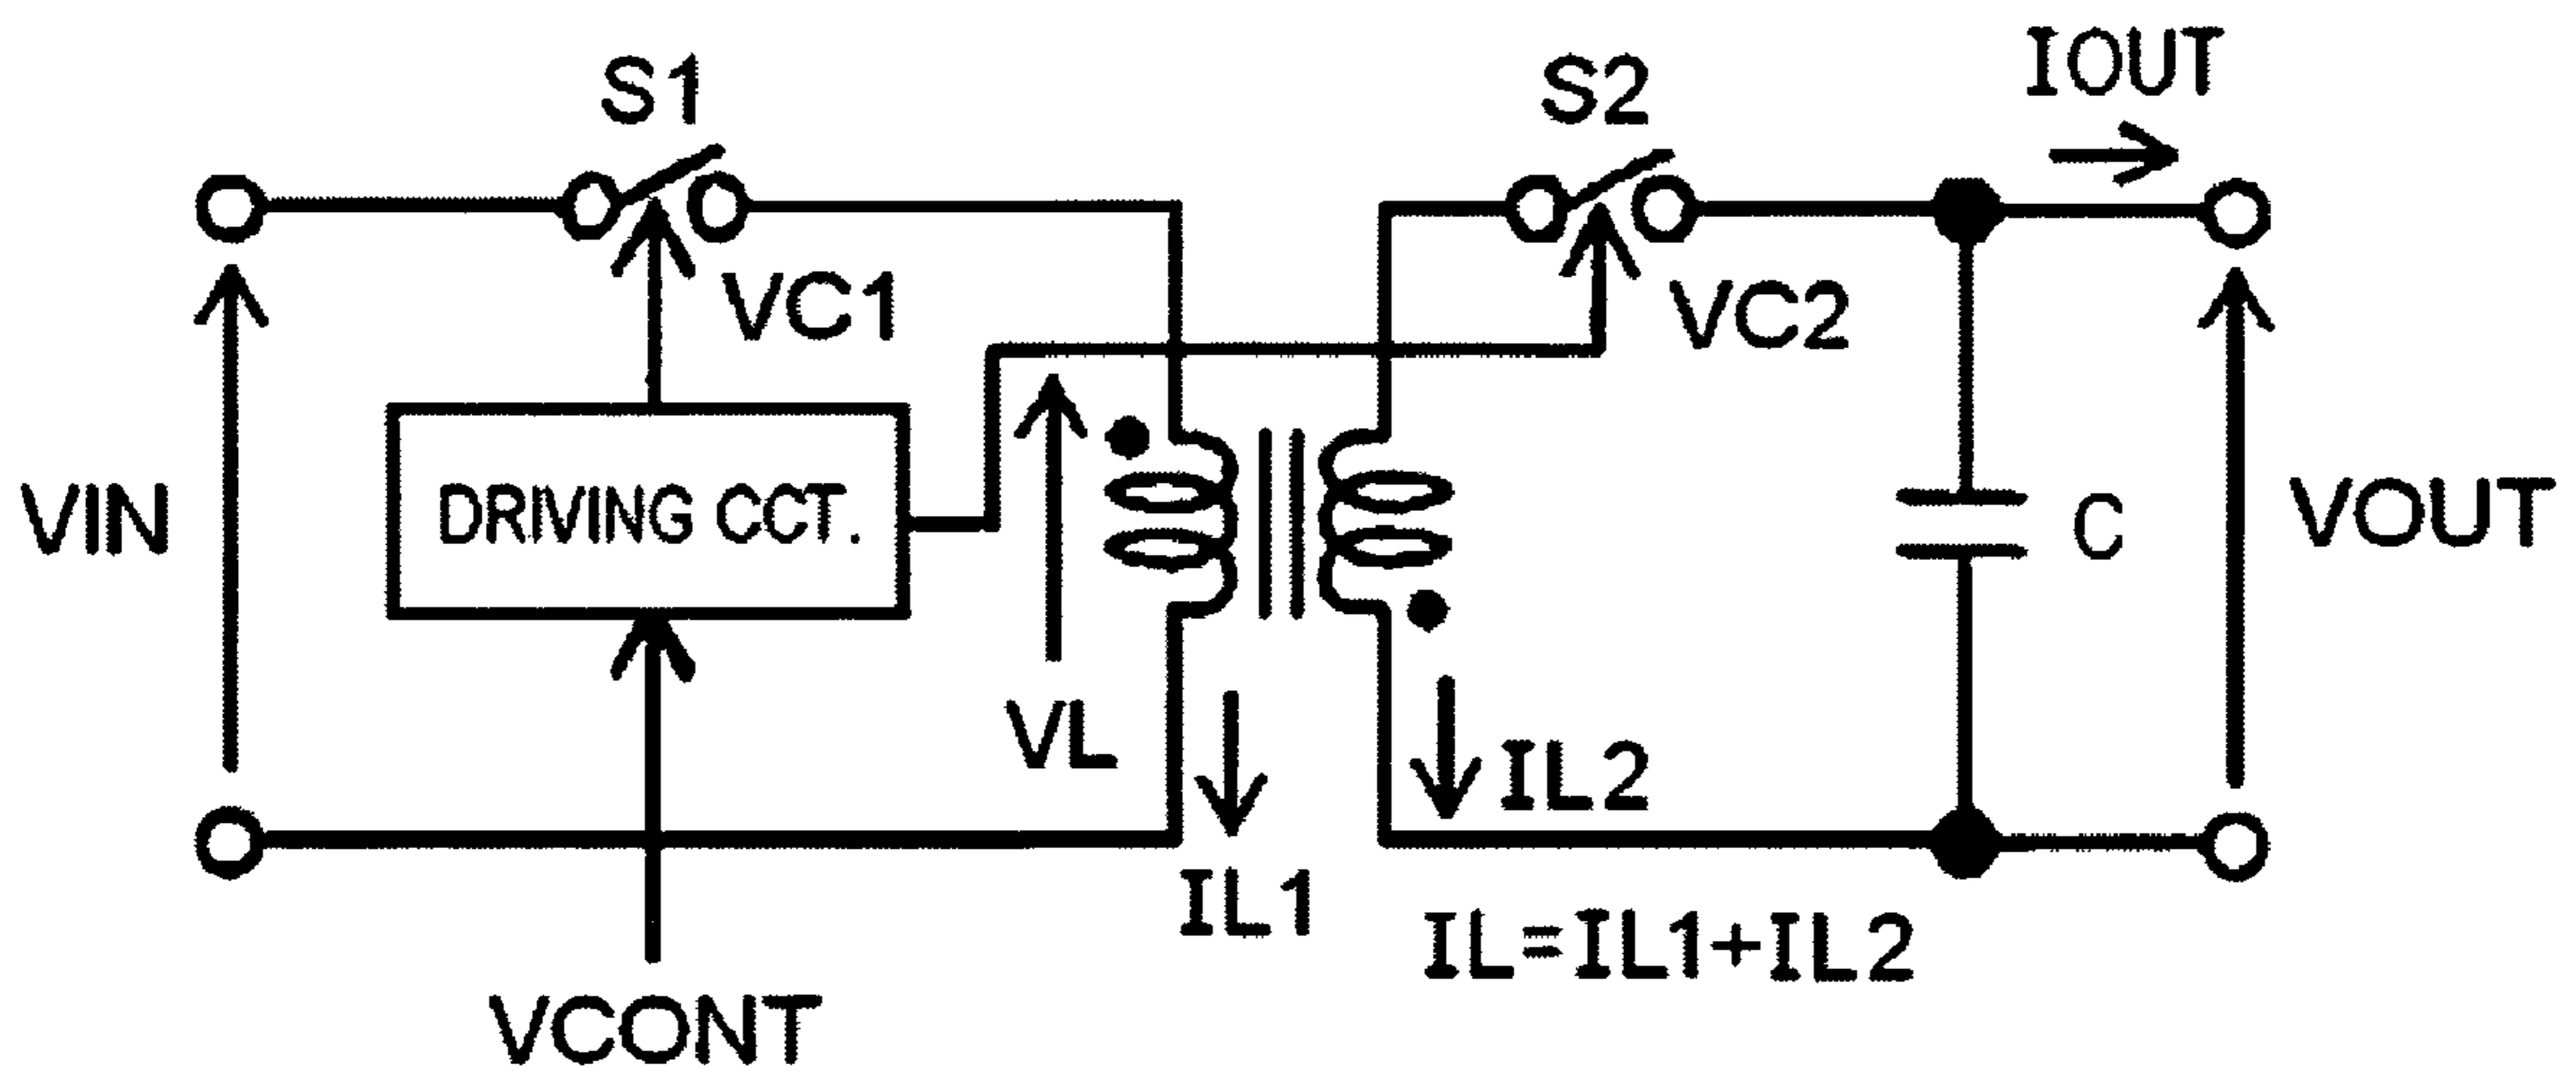 IOUT
S1
S2
VC1
VC2
VIN
DRIVING CCT.
C
VOUT
VL
IL2
IL1
IL=IL1+IL2
VCONT